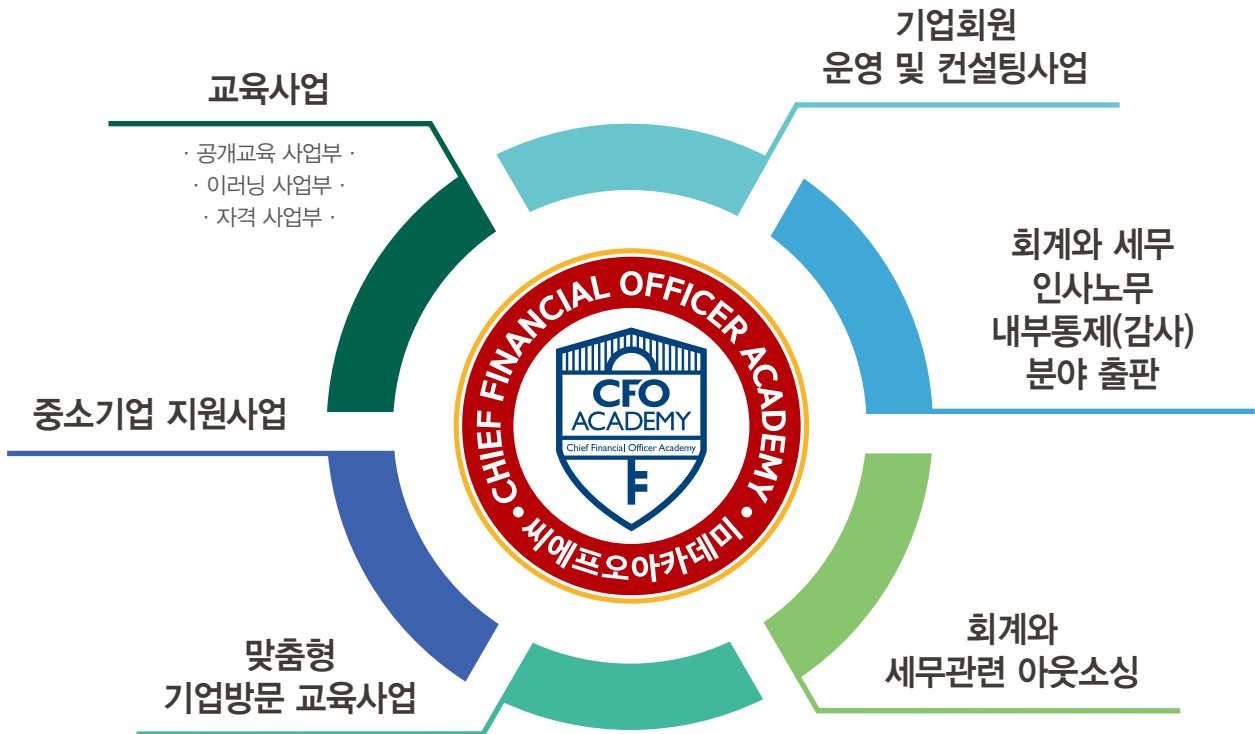 기업회원
운영 및 컨설팅사업
교육사업
· 공개교육 사업부 ·
· 이러닝 사업부 ·
· 자격 사업부 ·
회계와 세무
인사노무
내부통제(감사)
분야 출판
중소기업 지원사업
• CHIEF FINANCIAL OFFICER ACADEMY •
씨에프오아카데미
CFO
ACADEMY
Chief Financial Officer Academy
맞춤형
기업방문 교육사업
회계와
세무관련 아웃소싱